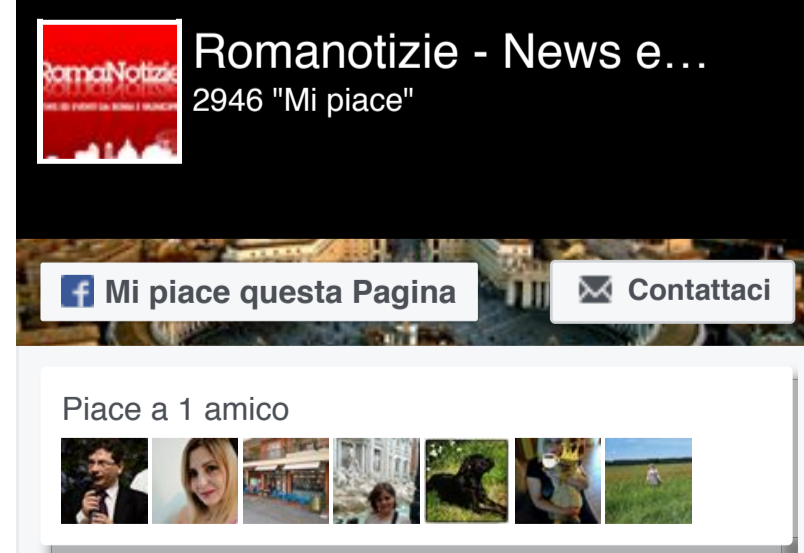 Romanotizie - News e…
2946 "Mi piace"
RomaNotizie
Mi piace questa Pagina
Contattaci
Piace a 1 amico